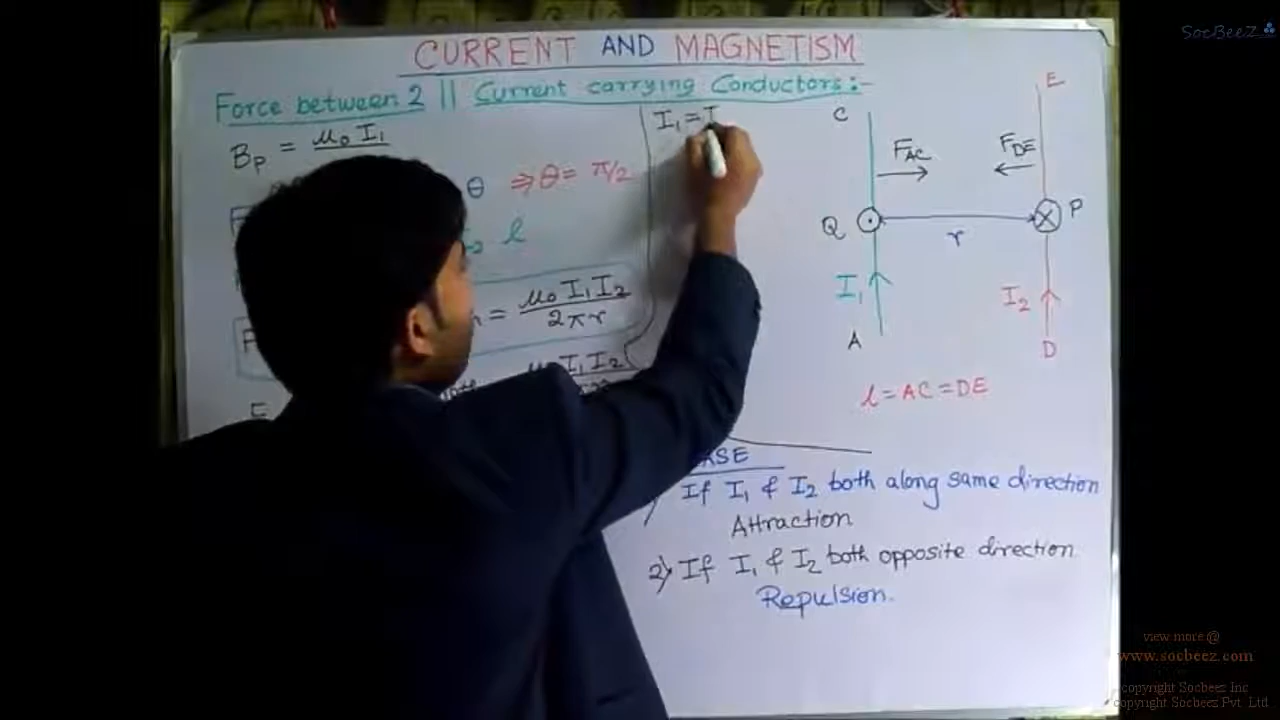 SocBeeZ
CURRENT AND MAGNETISM
Force between 2 || Current carrying Conductors:-
B_P = μ₀ I₁
θ ⇒ θ = π/2
l
= μ₀ I₁ I₂ / 2πr
μ₀ I₁ I₂
I₁ = I
C
E
F_AC
F_DE
Q
P
r
I₁
I₂
A
D
l = AC = DE
If I₁ & I₂ both along same direction
Attraction
2) If I₁ & I₂ both opposite direction
Repulsion.
view more @
www.socbeez.com
copyright Socbeez Inc
copyright Socbeez Pvt. Ltd